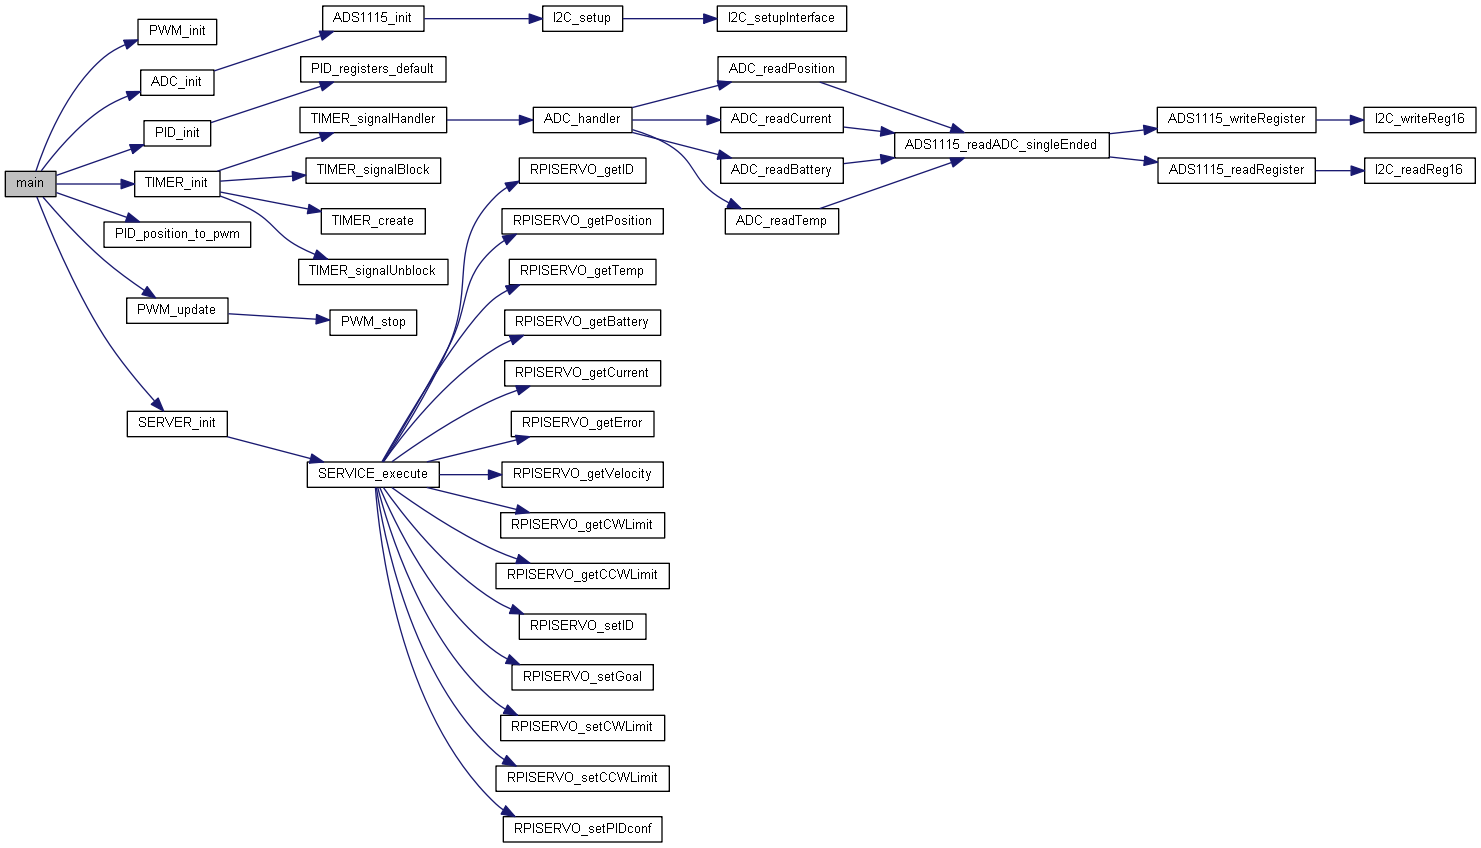 main
PWM_init
ADC_init
PID_init
TIMER_init
PID_position_to_pwm
PWM_update
SERVER_init
ADS1115_init
PID_registers_default
TIMER_signalHandler
TIMER_signalBlock
TIMER_create
TIMER_signalUnblock
PWM_stop
SERVICE_execute
I2C_setup
ADC_handler
RPISERVO_getID
RPISERVO_getPosition
RPISERVO_getTemp
RPISERVO_getBattery
RPISERVO_getCurrent
RPISERVO_getError
RPISERVO_getVelocity
RPISERVO_getCWLimit
RPISERVO_getCCWLimit
RPISERVO_setID
RPISERVO_setGoal
RPISERVO_setCWLimit
RPISERVO_setCCWLimit
RPISERVO_setPIDconf
I2C_setupInterface
ADC_readPosition
ADC_readCurrent
ADC_readBattery
ADC_readTemp
ADS1115_readADC_singleEnded
ADS1115_writeRegister
ADS1115_readRegister
I2C_writeReg16
I2C_readReg16